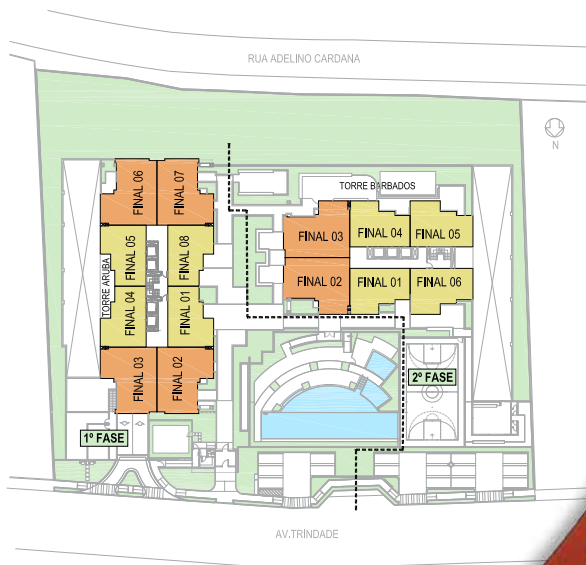 RUA ADELINO CARDANA
N
TORRE BARBADOS
FINAL 06
FINAL 07
FINAL 05
FINAL 08
TORRE ARUBA
FINAL 04
FINAL 01
FINAL 03
FINAL 02
FINAL 03
FINAL 04
FINAL 05
FINAL 02
FINAL 01
FINAL 06
2º FASE
1º FASE
AV.TRINDADE